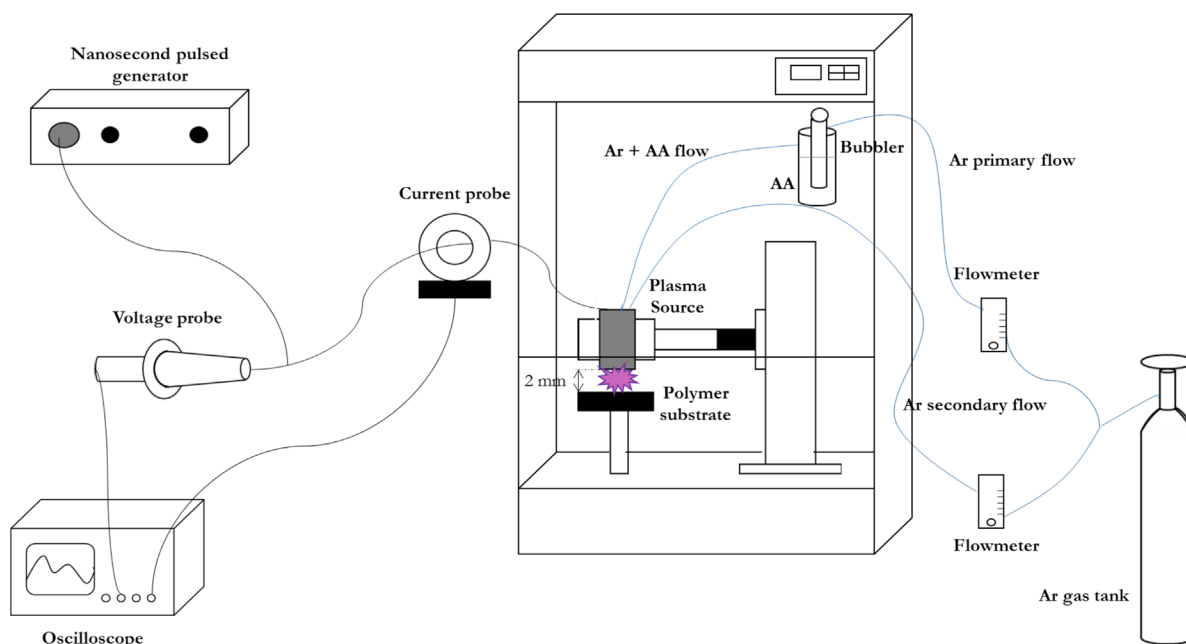 Nanosecond pulsed
generator
Ar + AA flow
Bubbler
AA
Ar primary flow
Current probe
Flowmeter
Plasma
Source
Voltage probe
2 mm
Polymer
substrate
Ar secondary flow
Flowmeter
Ar gas tank
Oscilloscope